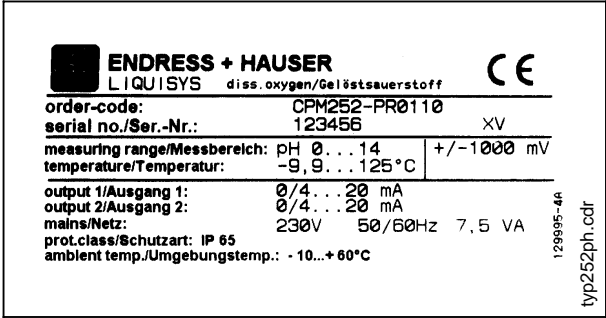 ENDRESS + HAUSER
LIQUISYS diss.oxygen/Gelöstsauerstoff
CE
order-code: CPM252-PR0110
serial no./Ser.-Nr.: 123456 XV
measuring range/Messbereich: pH 0...14 +/-1000 mV
temperature/Temperatur: -9,9...125°C
output 1/Ausgang 1: 0/4...20 mA
output 2/Ausgang 2: 0/4...20 mA
mains/Netz: 230V 50/60Hz 7,5 VA
prot.class/Schutzart: IP 65
ambient temp./Umgebungstemp.: - 10...+ 60°C
129995-4A
typ252ph.cdr